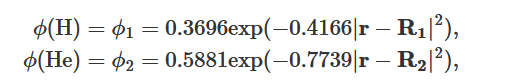 ϕ(H) = ϕ₁ = 0.3696exp(−0.4166|r − R₁|²),
ϕ(He) = ϕ₂ = 0.5881exp(−0.7739|r − R₂|²),